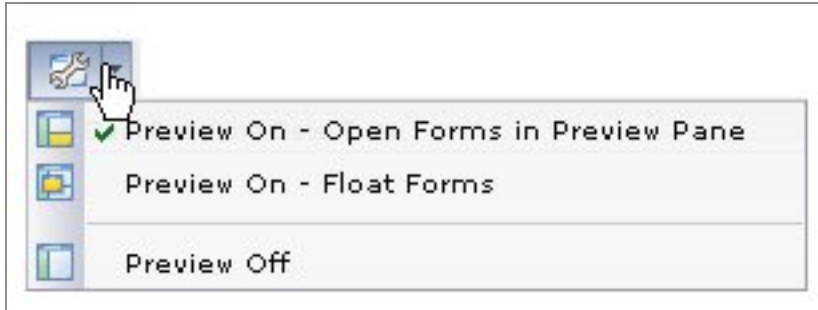 Preview On - Open Forms in Preview Pane
Preview On - Float Forms
Preview Off